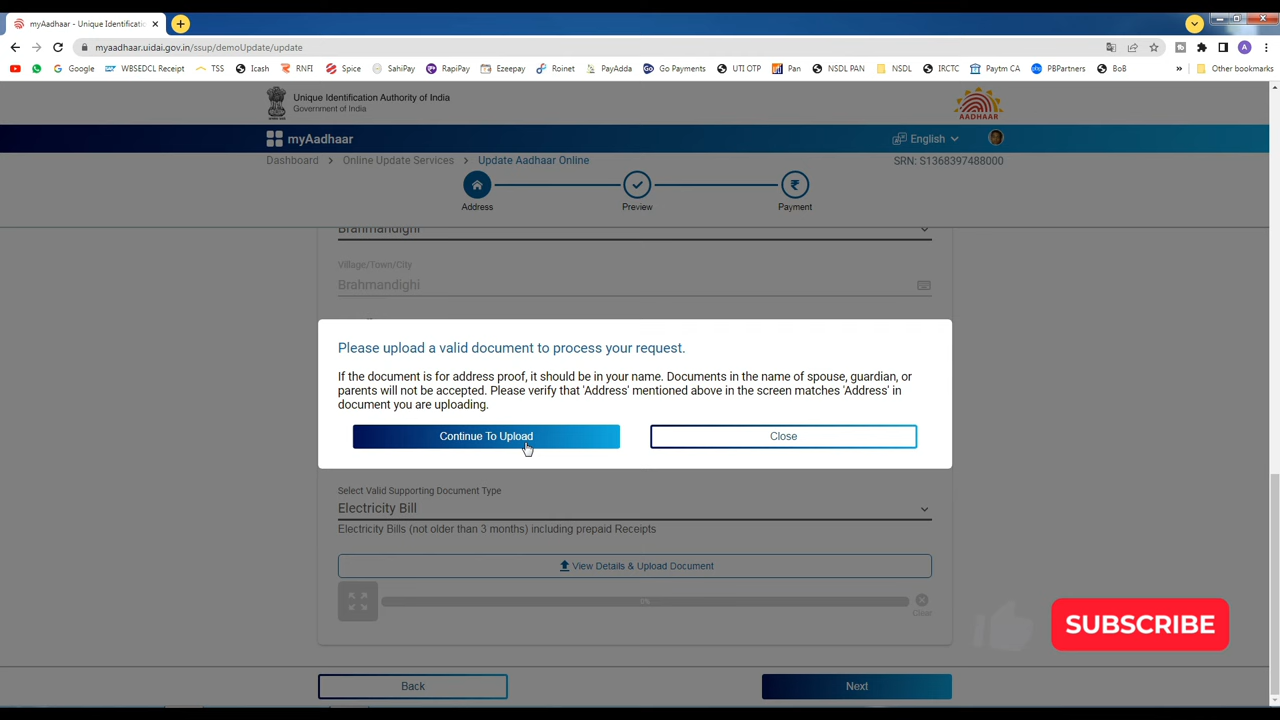 myAadhaar - Unique Identificatio
myaadhaar.uidai.gov.in/ssup/demoUpdate/update
A
Google
WBSEDCL Receipt
TSS
Icash
RNFI
Spice
SahiPay
RapiPay
Ezeepay
Roinet
PayAdda
Go Payments
UTI OTP
Pan
NSDL PAN
NSDL
IRCTC
Paytm CA
PBPartners
BoB
»
Other bookmarks
Unique Identification Authority of India
Government of India
AADHAAR
myAadhaar
English
Dashboard > Online Update Services > Update Aadhaar Online
SRN: S1368397488000
Address
Preview
₹
Payment
Brahmandighi
Village/Town/City
Brahmandighi
Please upload a valid document to process your request.
If the document is for address proof, it should be in your name. Documents in the name of spouse, guardian, or
parents will not be accepted. Please verify that 'Address' mentioned above in the screen matches 'Address' in
document you are uploading.
Continue To Upload
Close
Select Valid Supporting Document Type
Electricity Bill
Electricity Bills (not older than 3 months) including prepaid Receipts
View Details & Upload Document
0%
Clear
SUBSCRIBE
Back
Next